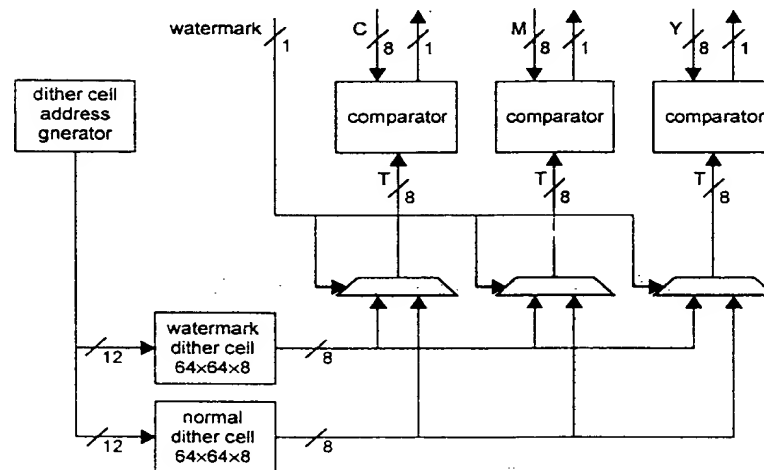 watermark 1 C 8 1 M 8 1 Y 8 1
dither cell
address
gnerator
comparator comparator comparator
T 8 T 8 T 8
watermark
dither cell
64×64×8
12 8
normal
dither cell
64×64×8
12 8